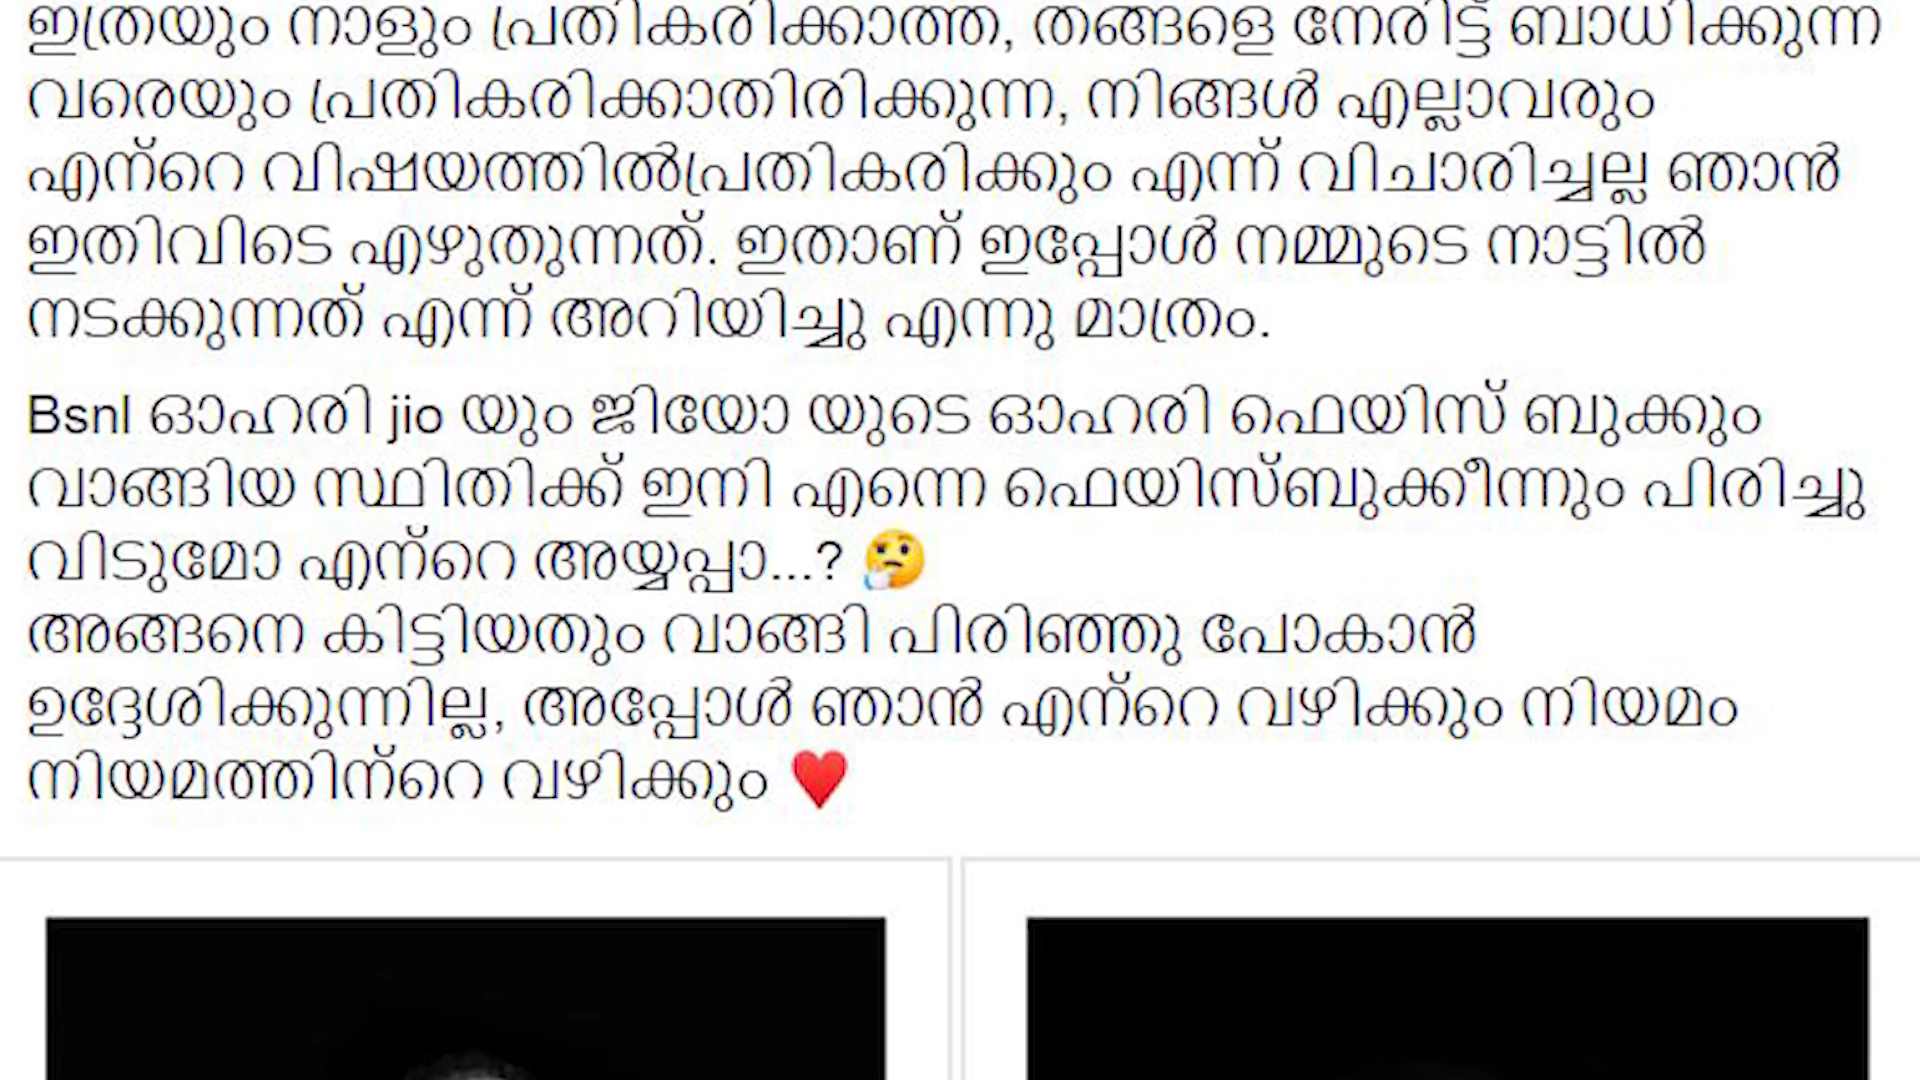 ഇത്രയും നാളും പ്രതികരിക്കാത്ത, തങ്ങളെ നേരിട്ട് ബാധിക്കുന്ന
വരെയും പ്രതികരിക്കാതിരിക്കുന്ന, നിങ്ങൾ എല്ലാവരും
എന്റെ വിഷയത്തിൽപ്രതികരിക്കും എന്ന് വിചാരിച്ചല്ല ഞാൻ
ഇതിവിടെ എഴുതുന്നത്. ഇതാണ് ഇപ്പോൾ നമ്മുടെ നാട്ടിൽ
നടക്കുന്നത് എന്ന് അറിയിച്ചു എന്നു മാത്രം.
Bsnl ഓഹരി jio യും ജിയോ യുടെ ഓഹരി ഫെയിസ് ബുക്കും
വാങ്ങിയ സ്ഥിതിക്ക് ഇനി എന്നെ ഫെയിസ്ബുക്കീന്നും പിരിച്ചു
വിടുമോ എന്റെ അയ്യപ്പാ...? 🤔
അങ്ങനെ കിട്ടിയതും വാങ്ങി പിരിഞ്ഞു പോകാൻ
ഉദ്ദേശിക്കുന്നില്ല, അപ്പോൾ ഞാൻ എന്റെ വഴിക്കും നിയമം
നിയമത്തിന്റെ വഴിക്കും ♥️